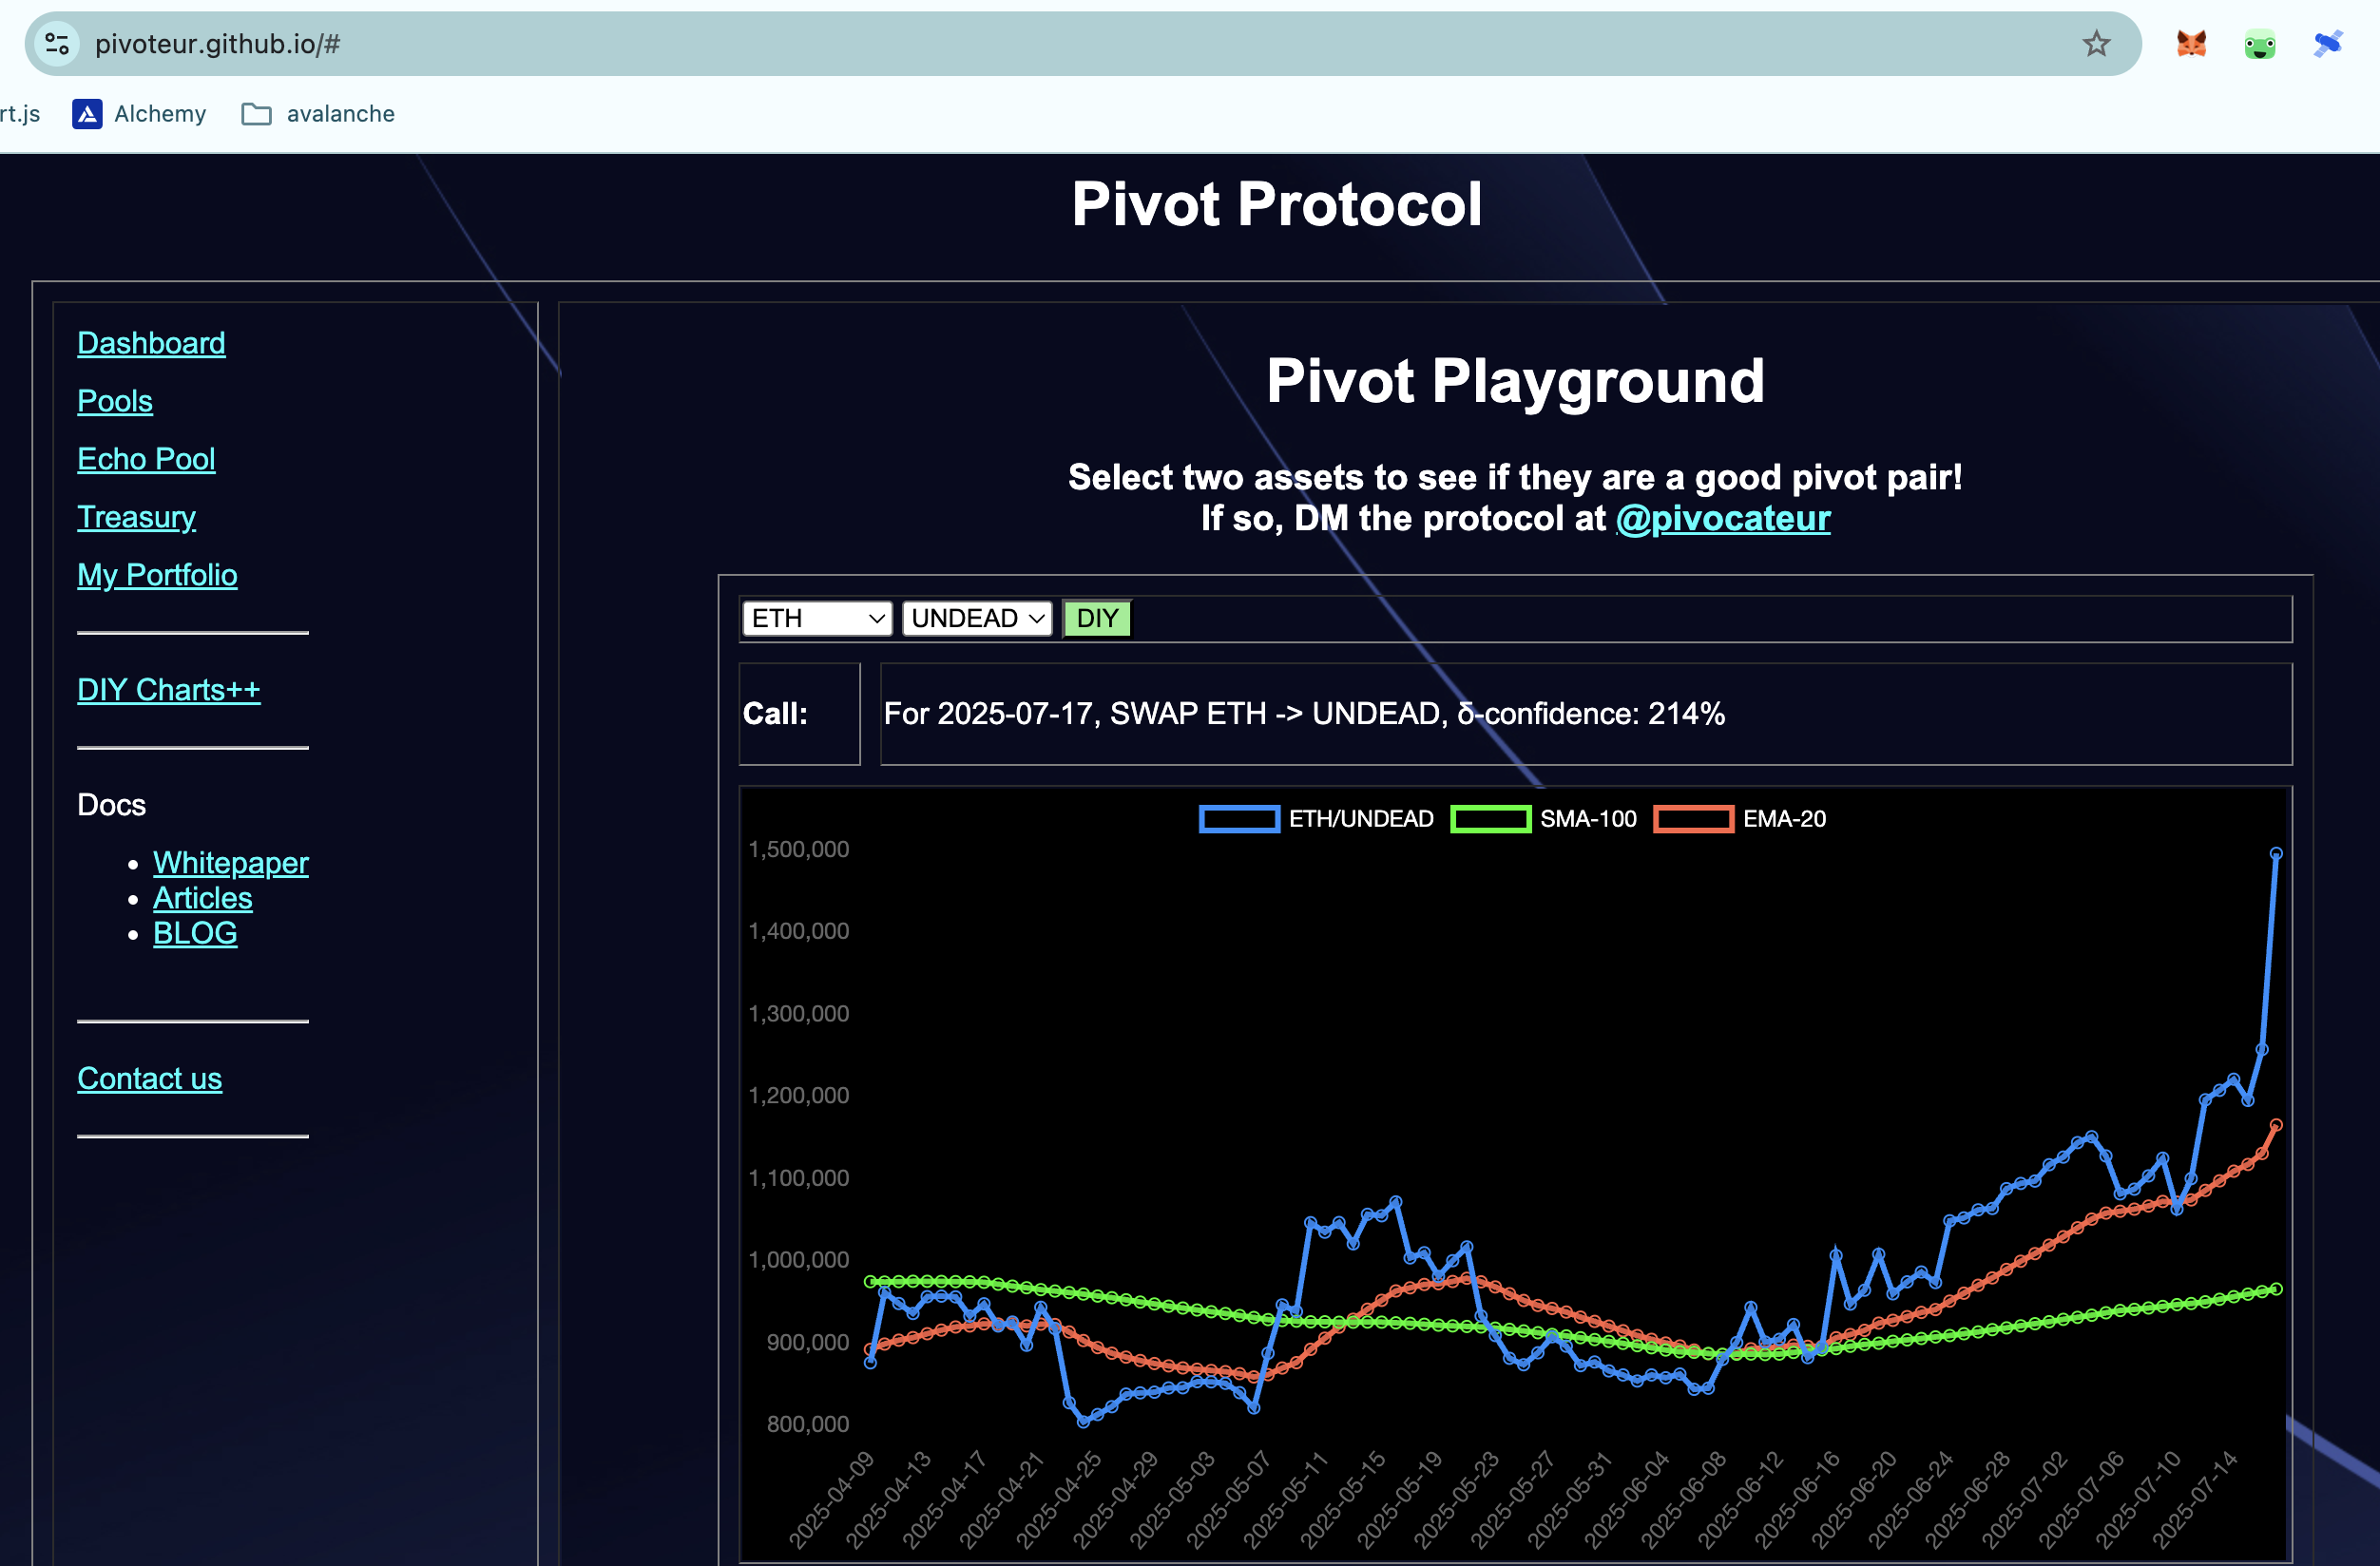 pivoteur.github.io/#
rt.js Alchemy avalanche
Pivot Protocol
Dashboard
Pools
Echo Pool
Treasury
My Portfolio
DIY Charts++
Docs
Whitepaper
Articles
BLOG
Contact us
Pivot Playground
Select two assets to see if they are a good pivot pair!
If so, DM the protocol at @pivocateur
ETH UNDEAD DIY
Call: For 2025-07-17, SWAP ETH -> UNDEAD, δ-confidence: 214%
ETH/UNDEAD SMA-100 EMA-20
1,500,000
1,400,000
1,300,000
1,200,000
1,100,000
1,000,000
900,000
800,000
2025-04-09
2025-04-13
2025-04-17
2025-04-21
2025-04-25
2025-04-29
2025-05-03
2025-05-07
2025-05-11
2025-05-15
2025-05-19
2025-05-23
2025-05-27
2025-05-31
2025-06-04
2025-06-08
2025-06-12
2025-06-16
2025-06-20
2025-06-24
2025-06-28
2025-07-02
2025-07-06
2025-07-10
2025-07-14